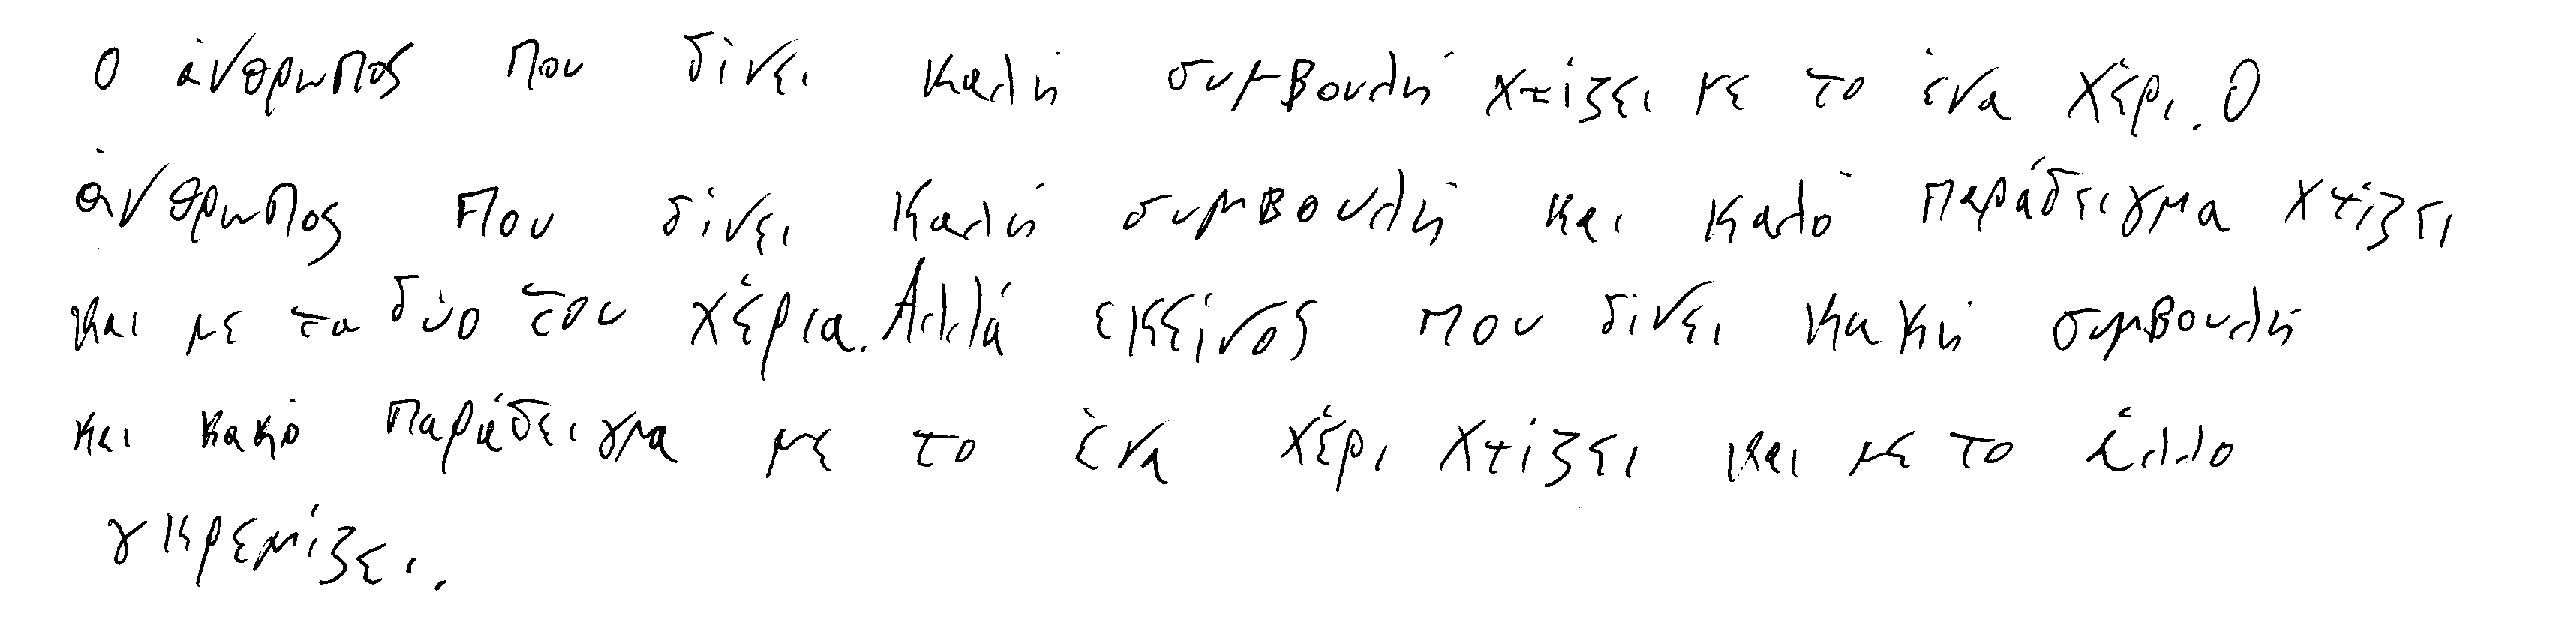 Ο άνθρωπος που δίνει καλή συμβουλή χτίζει με το ένα χέρι. Ο
άνθρωπος που δίνει καλή συμβουλή και καλό παράδειγμα χτίζει
και με τα δύο του χέρια. Αλλά εκείνος που δίνει κακή συμβουλή
και κακό παράδειγμα με το ένα χέρι χτίζει και με το άλλο
γκρεμίζει.